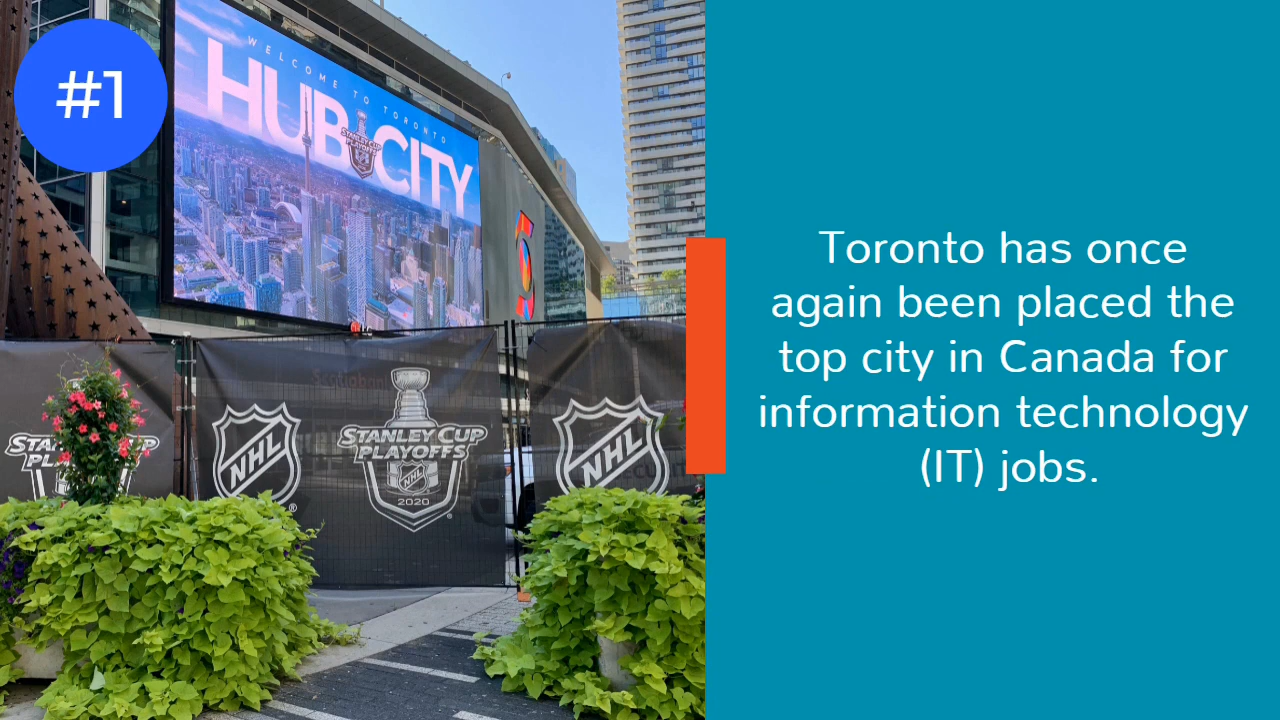 #1
WELCOME TO TORONTO
HUB CITY
STANLEY CUP
PLAYOFFS
NHL
STANLEY CUP
PLAYOFFS
2020
NHL
Toronto has once
again been placed the
top city in Canada for
information technology
(IT) jobs.